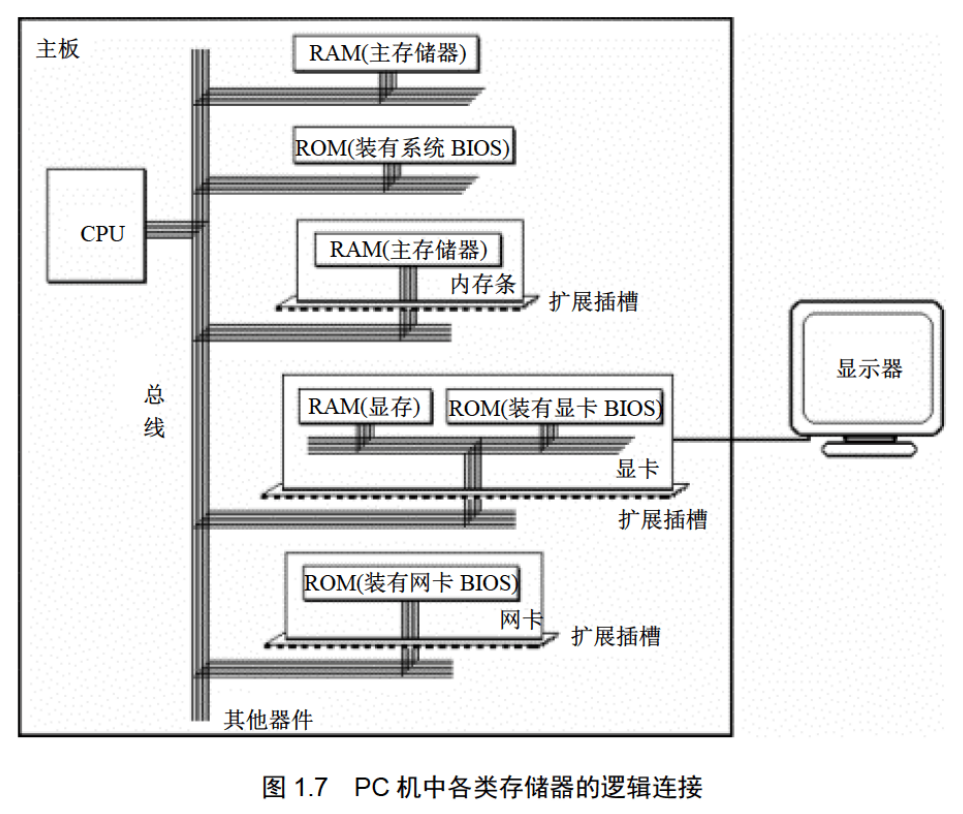 主板
RAM(主存储器)
ROM(装有系统 BIOS)
CPU
RAM(主存储器)
内存条
扩展插槽
显示器
总
线
RAM(显存)
ROM(装有显卡 BIOS)
显卡
扩展插槽
ROM(装有网卡 BIOS)
网卡
扩展插槽
其他器件
图 1.7 PC 机中各类存储器的逻辑连接